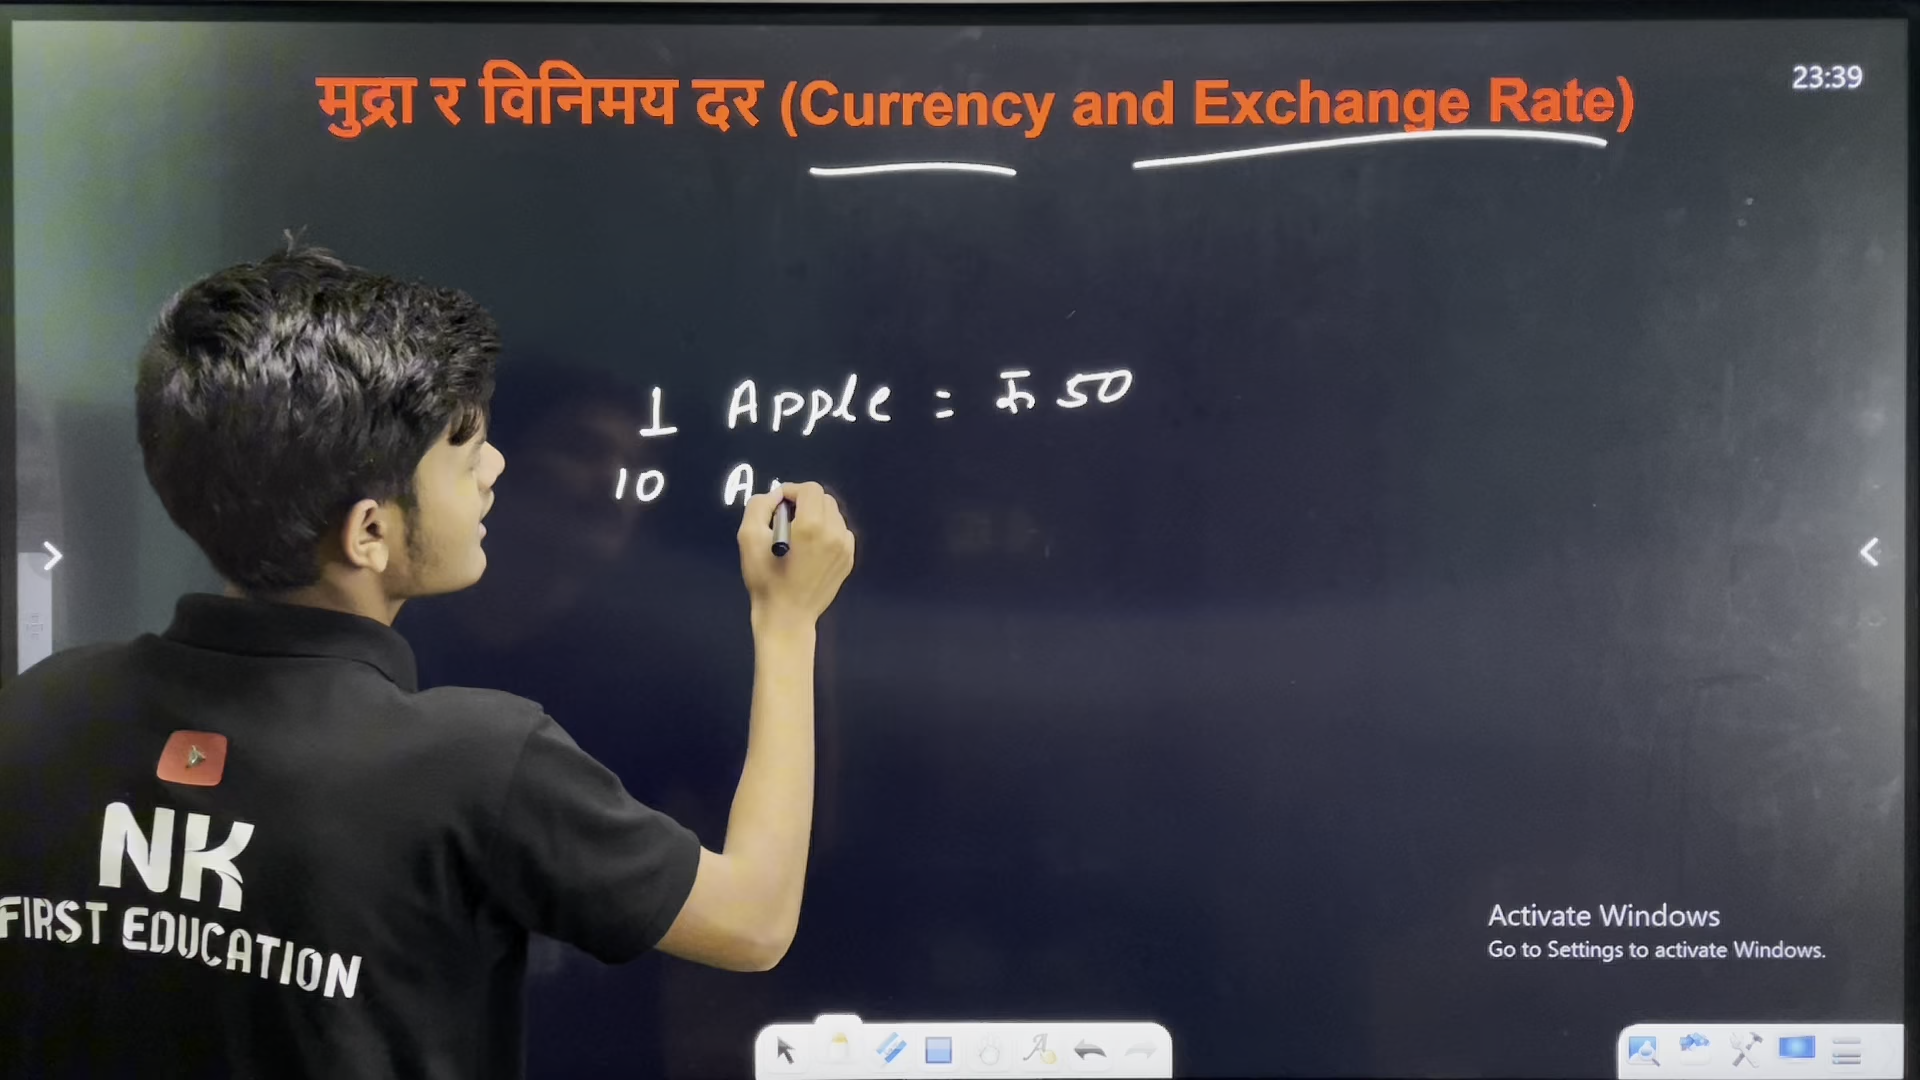 मुद्रा र विनिमय दर (Currency and Exchange Rate)
23:39
1 Apple = रू 50
10 A
NK
FIRST EDUCATION
Activate Windows
Go to Settings to activate Windows.